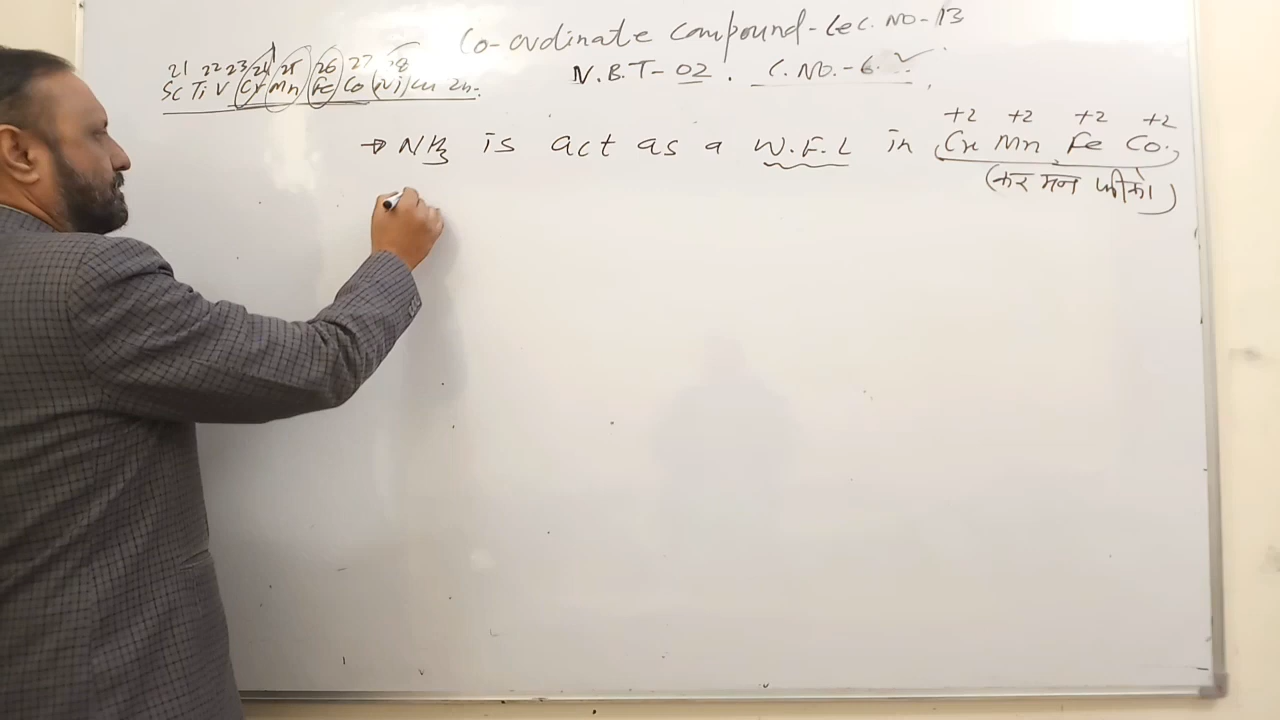 Co-ordinate compound - Lec. No - 13
N.B.T - 02 . C. NO. - 6.
21 22 23 24 25 26 27 28
Sc Ti V Cr Mn Fe Co Ni Cu Zn.
+2 +2 +2 +2
→ NH3 is act as a W.F.L in Cr Mn Fe Co.
(कर मन फीको)